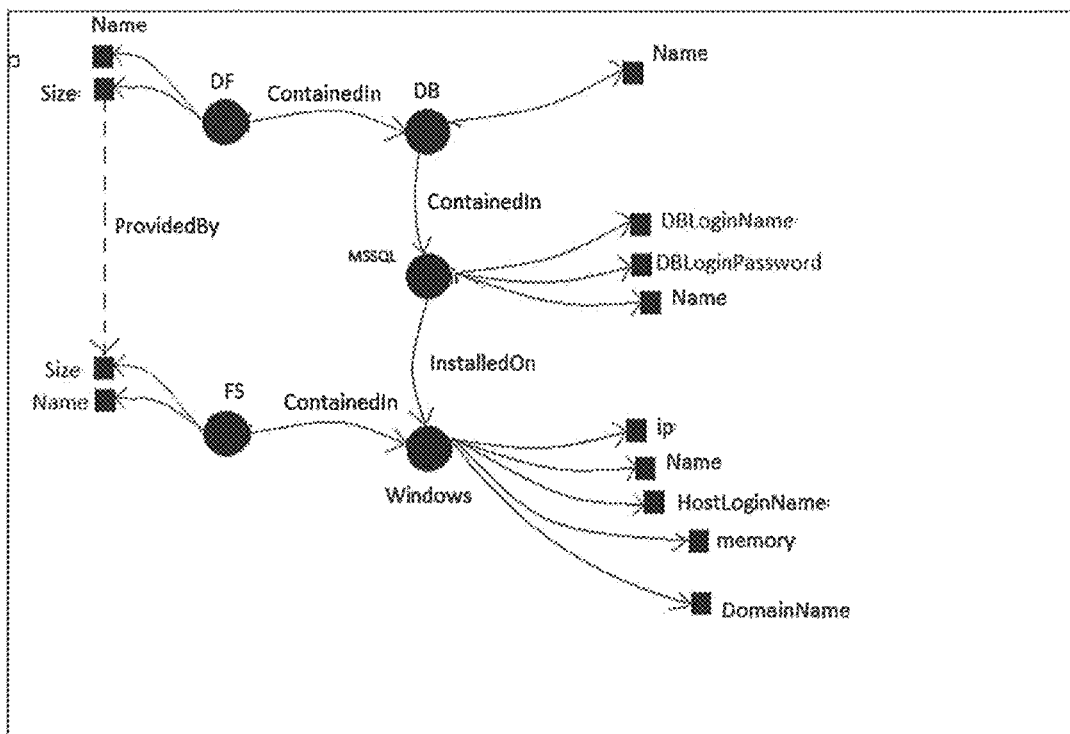 Name
Size
DF
ContainedIn
DB
Name
ContainedIn
ProvidedBy
MSSQL
DBLoginName
DBLoginPassword
Name
InstalledOn
Size
Name
FS
ContainedIn
Windows
ip
Name
HostLoginName
memory
DomainName